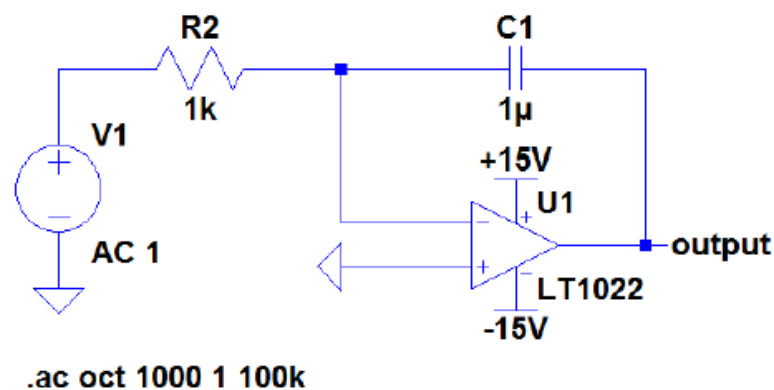 R2
1k
C1
1µ
V1
AC 1
+15V
U1
LT1022
-15V
output
.ac oct 1000 1 100k